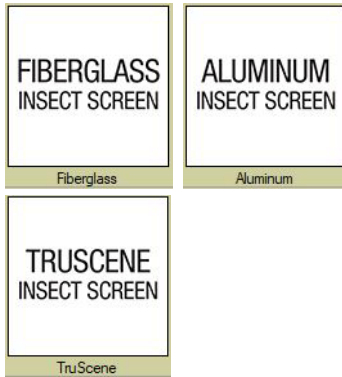 FIBERGLASS
INSECT SCREEN
Fiberglass
ALUMINUM
INSECT SCREEN
Aluminum
TRUSCENE
INSECT SCREEN
TruScene